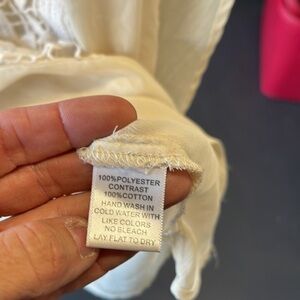 100%POLYESTER
CONTRAST
100%COTTON
HAND WASH IN
COLD WATER WITH
LIKE COLORS
NO BLEACH
LAY FLAT TO DRY